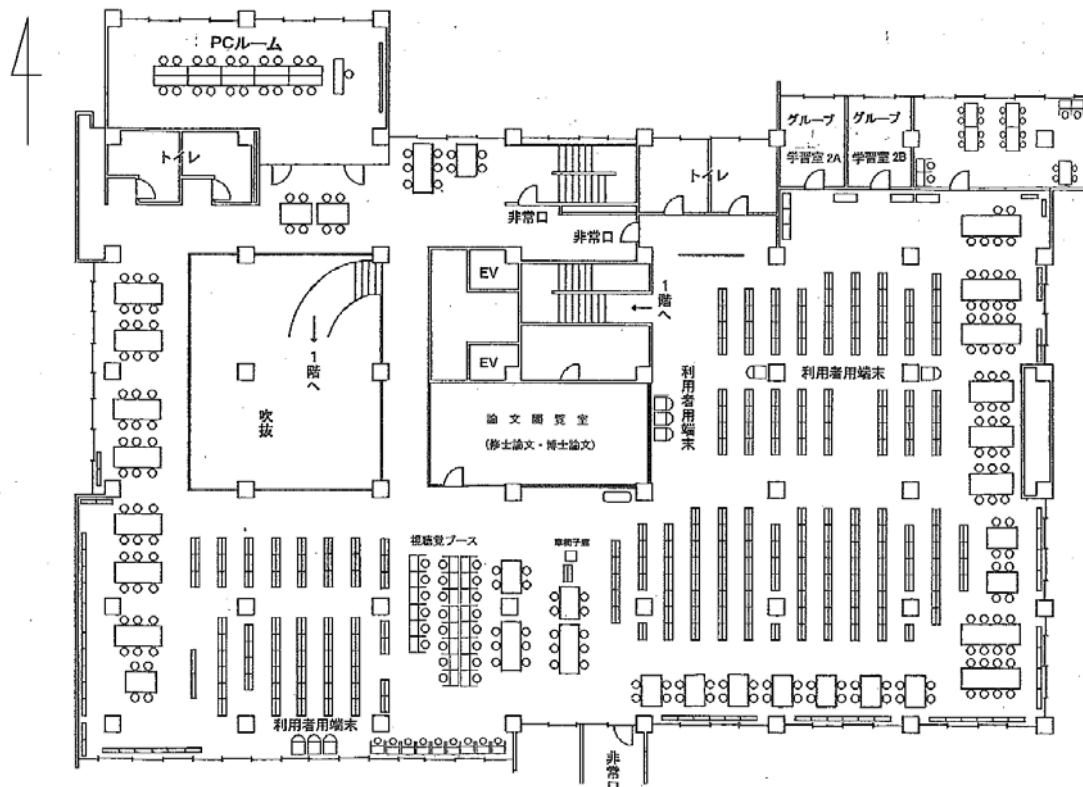 PCルーム
トイレ
グループ
学習室2A
グループ
学習室2B
トイレ
非常口
非常口
EV
1階へ
←
↓
1階へ
EV
利用者用端末
利用者用端末
吹抜
論文閲覧室
(修士論文・博士論文)
視聴覚ブース
車椅子席
利用者用端末
非常口